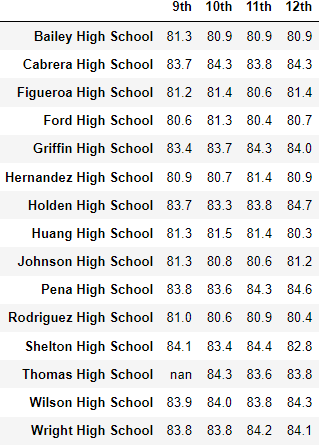 9th 10th 11th 12th
Bailey High School 81.3 80.9 80.9 80.9
Cabrera High School 83.7 84.3 83.8 84.3
Figueroa High School 81.2 81.4 80.6 81.4
Ford High School 80.6 81.3 80.4 80.7
Griffin High School 83.4 83.7 84.3 84.0
Hernandez High School 80.9 80.7 81.4 80.9
Holden High School 83.7 83.3 83.8 84.7
Huang High School 81.3 81.5 81.4 80.3
Johnson High School 81.3 80.8 80.6 81.2
Pena High School 83.8 83.6 84.3 84.6
Rodriguez High School 81.0 80.6 80.9 80.4
Shelton High School 84.1 83.4 84.4 82.8
Thomas High School nan 84.3 83.6 83.8
Wilson High School 83.9 84.0 83.8 84.3
Wright High School 83.8 83.8 84.2 84.1